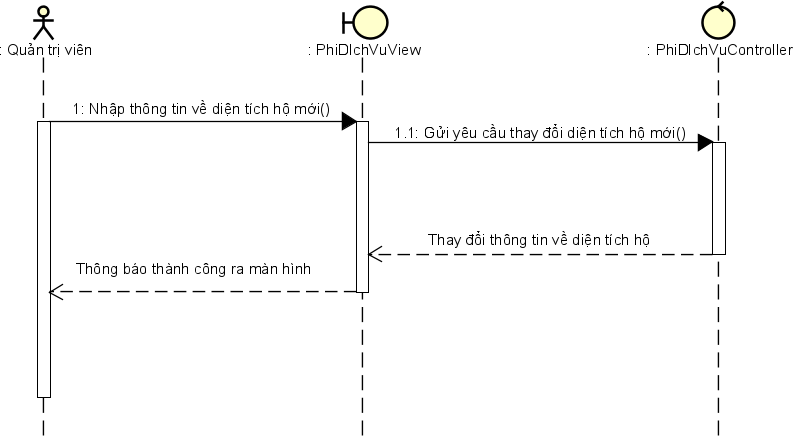 : Quản trị viên
: PhiDIchVuView
: PhiDIchVuController
1: Nhập thông tin về diện tích hộ mới()
1.1: Gửi yêu cầu thay đổi diện tích hộ mới()
Thay đổi thông tin về diện tích hộ
Thông báo thành công ra màn hình